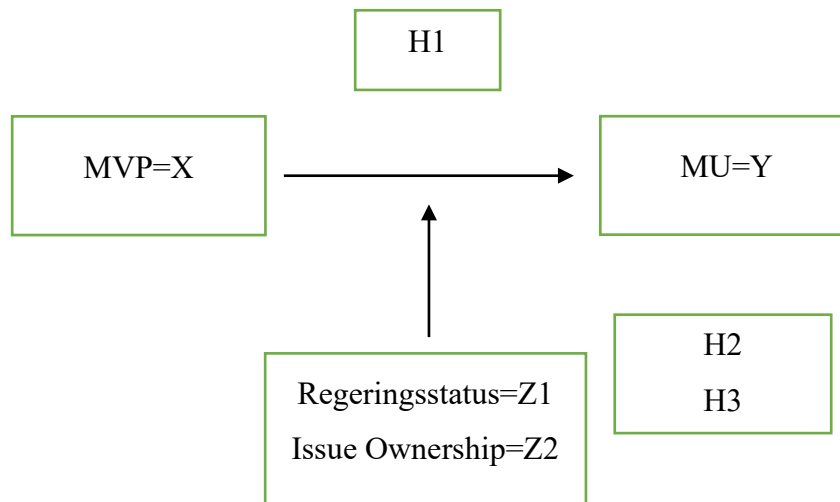 H1
MVP=X
MU=Y
H2
H3
Regeringsstatus=Z1
Issue Ownership=Z2